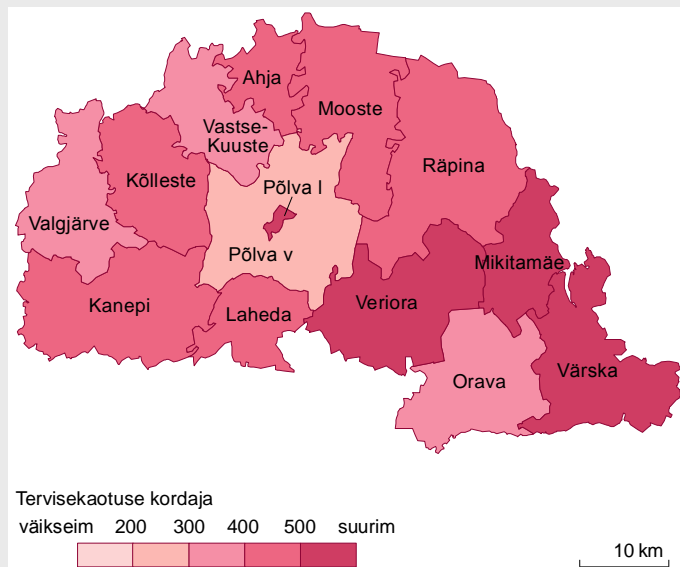 Ahja
Mooste
Vastse-
Kuuste
Räpina
Kõlleste
Põlva l
Valgjärve
Põlva v
Mikitamäe
Kanepi
Laheda
Veriora
Orava
Värska
Tervisekaotuse kordaja
väikseim 200 300 400 500 suurim
10 km